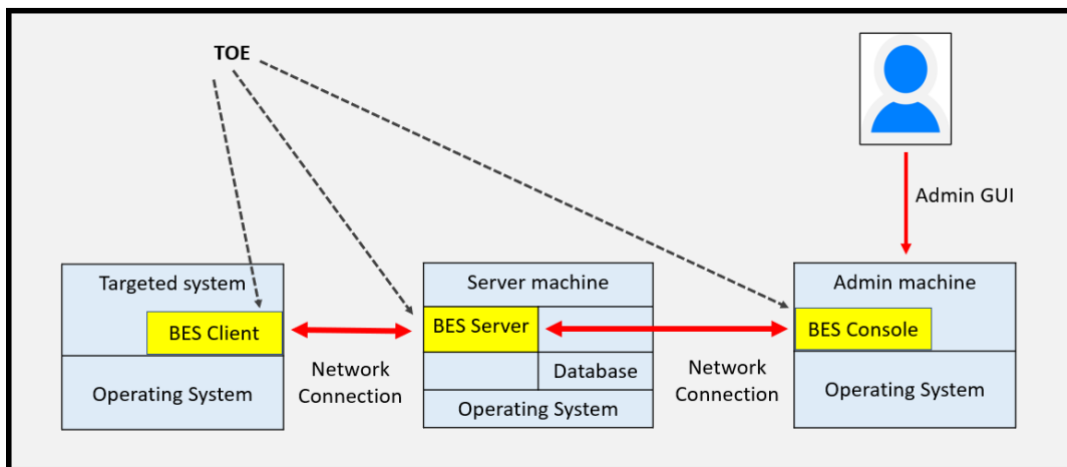 TOE
Admin GUI
Targeted system
BES Client
Operating System
Network
Connection
Server machine
BES Server
Database
Operating System
Network
Connection
Admin machine
BES Console
Operating System